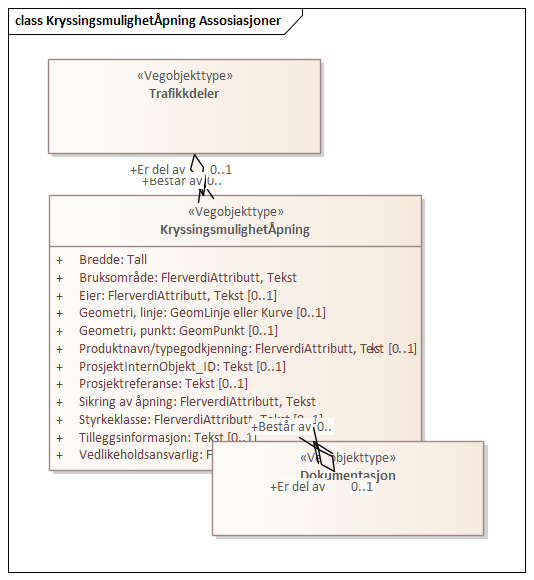 class KryssingsmulighetÅpning Assosiasjoner
«Vegobjekttype»
Trafikkdeler
+Er del av 0..1
+Består av 0..
«Vegobjekttype»
KryssingsmulighetÅpning
+ Bredde: Tall
+ Bruksområde: FlerverdiAttributt, Tekst
+ Eier: FlerverdiAttributt, Tekst [0..1]
+ Geometri, linje: GeomLinje eller Kurve [0..1]
+ Geometri, punkt: GeomPunkt [0..1]
+ Produktnavn/typegodkjenning: FlerverdiAttributt, Tekst [0..1]
+ ProsjektInternObjekt_ID: Tekst [0..1]
+ Prosjektreferanse: Tekst [0..1]
+ Sikring av åpning: FlerverdiAttributt, Tekst
+ Styrkeklasse: FlerverdiAttributt, Tekst [0..1]
+Består av 0..
+ Tilleggsinformasjon: Tekst [0..1]
+ Vedlikeholdsansvarlig: F
«Vegobjekttype»
Dokumentasjon
+Er del av 0..1